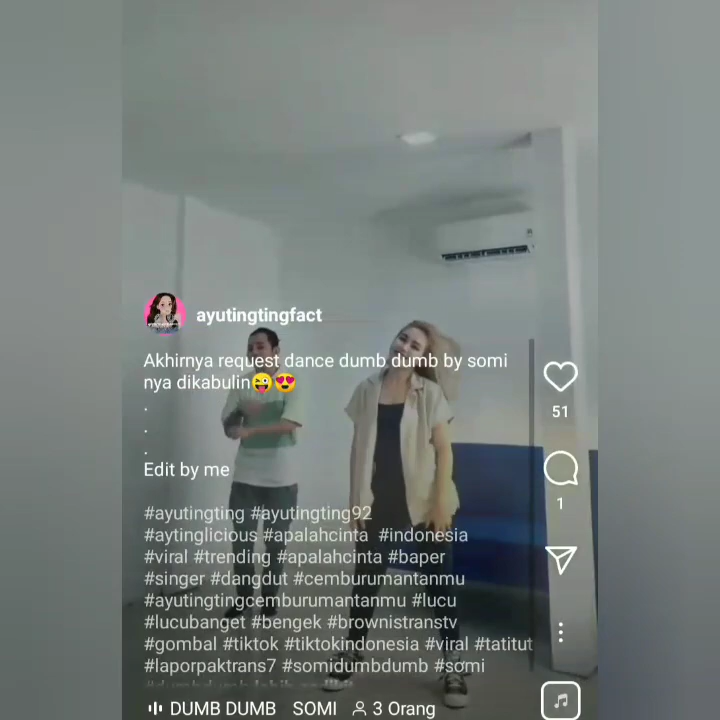 ayutingtingfact
Akhirnya request dance dumb dumb by somi
nya dikabulin😜😍
.
.
.
Edit by me
#ayutingting #ayutingting92
#aytinglicious #apalahcinta #indonesia
#viral #trending #apalahcinta #baper
#singer #dangdut #cemburumantanmu
#ayutingtingcemburumantanmu #lucu
#lucubanget #bengek #brownistranstv
#gombal #tiktok #tiktokindonesia #viral #tatitut
#laporpaktrans7 #somidumbdumb #somi
51
1
DUMB DUMB SOMI 3 Orang